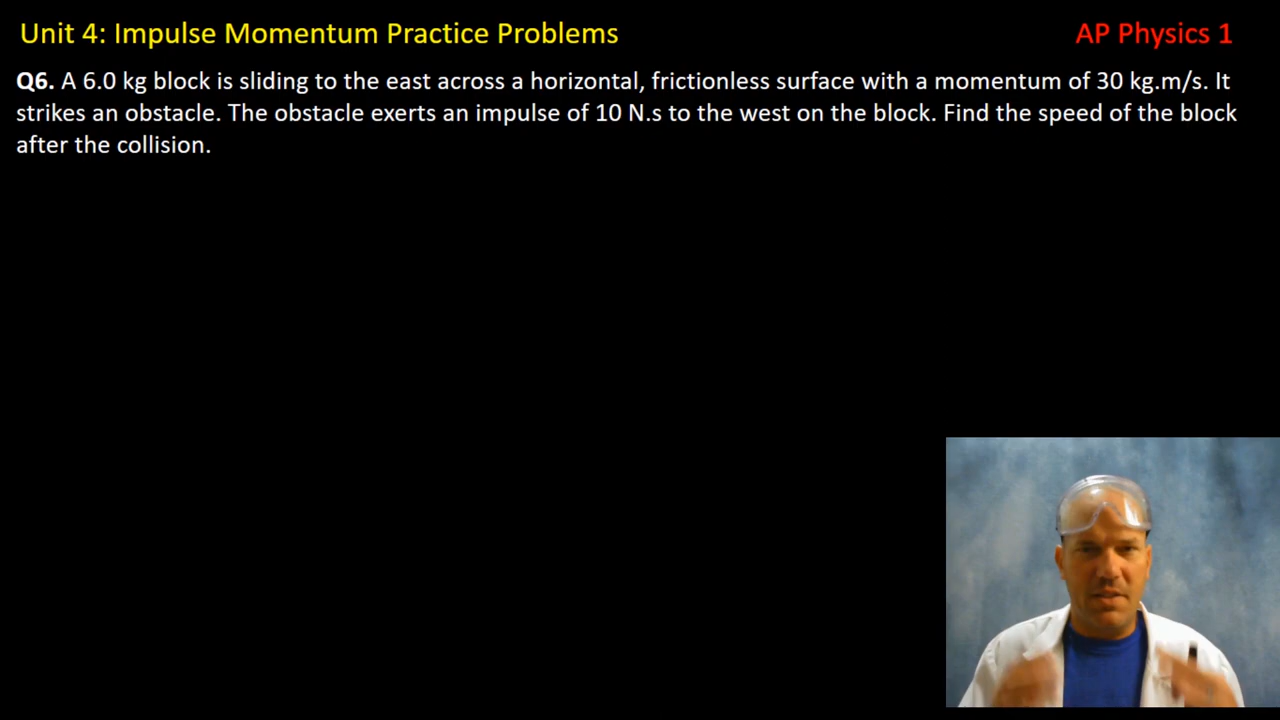 Unit 4: Impulse Momentum Practice Problems
AP Physics 1
Q6. A 6.0 kg block is sliding to the east across a horizontal, frictionless surface with a momentum of 30 kg.m/s. It
strikes an obstacle. The obstacle exerts an impulse of 10 N.s to the west on the block. Find the speed of the block
after the collision.